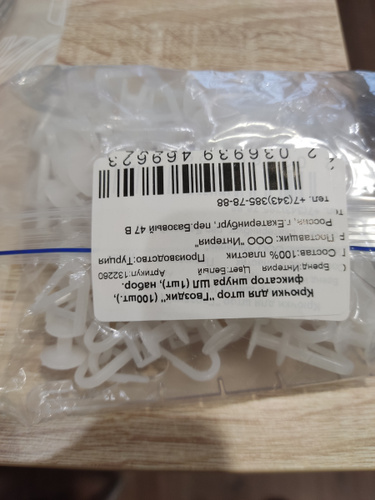 Крючки для штор "Гвоздик" (100шт.),
фиксатор шнура ШЛ (1шт), набор.
Бренд:Интерия Цвет:Белый Артикул:132260
Состав:100% пластик Производство:Турция
Поставщик: ООО "Интерия"
Россия, г.Екатеринбург, пер.Базовый 47 В
тел. +7(343)385-78-88
2 036939 469623